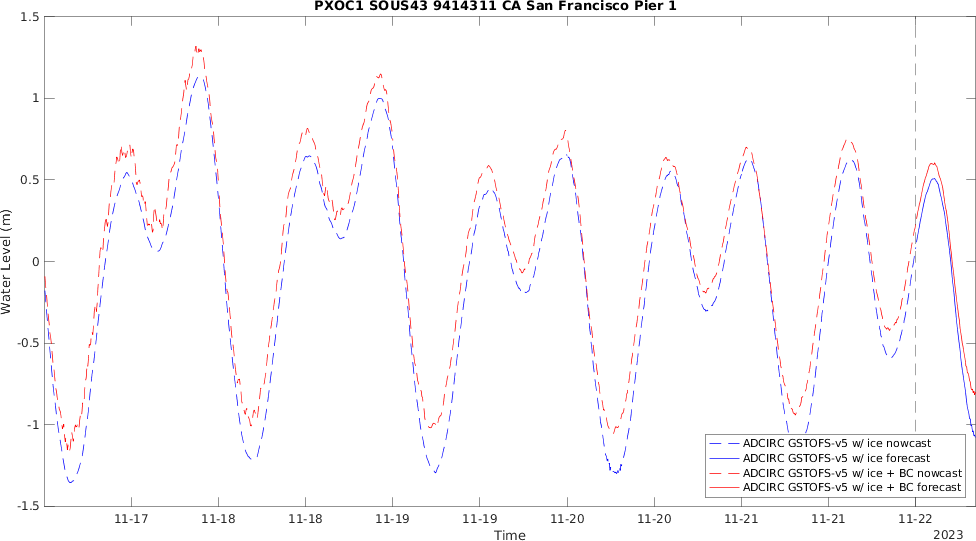 PXOC1 SOUS43 9414311 CA San Francisco Pier 1
Water Level (m)
1.5
1
0.5
0
-0.5
-1
-1.5
11-17
11-18
11-18
11-19
11-19
11-20
11-20
11-21
11-21
11-22
Time
2023
ADCIRC GSTOFS-v5 w/ ice nowcast
ADCIRC GSTOFS-v5 w/ ice forecast
ADCIRC GSTOFS-v5 w/ ice + BC nowcast
ADCIRC GSTOFS-v5 w/ ice + BC forecast